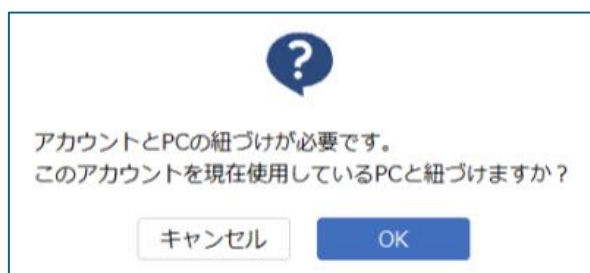 ?
アカウントとPCの紐づけが必要です。
このアカウントを現在使用しているPCと紐づけますか?
キャンセル
OK